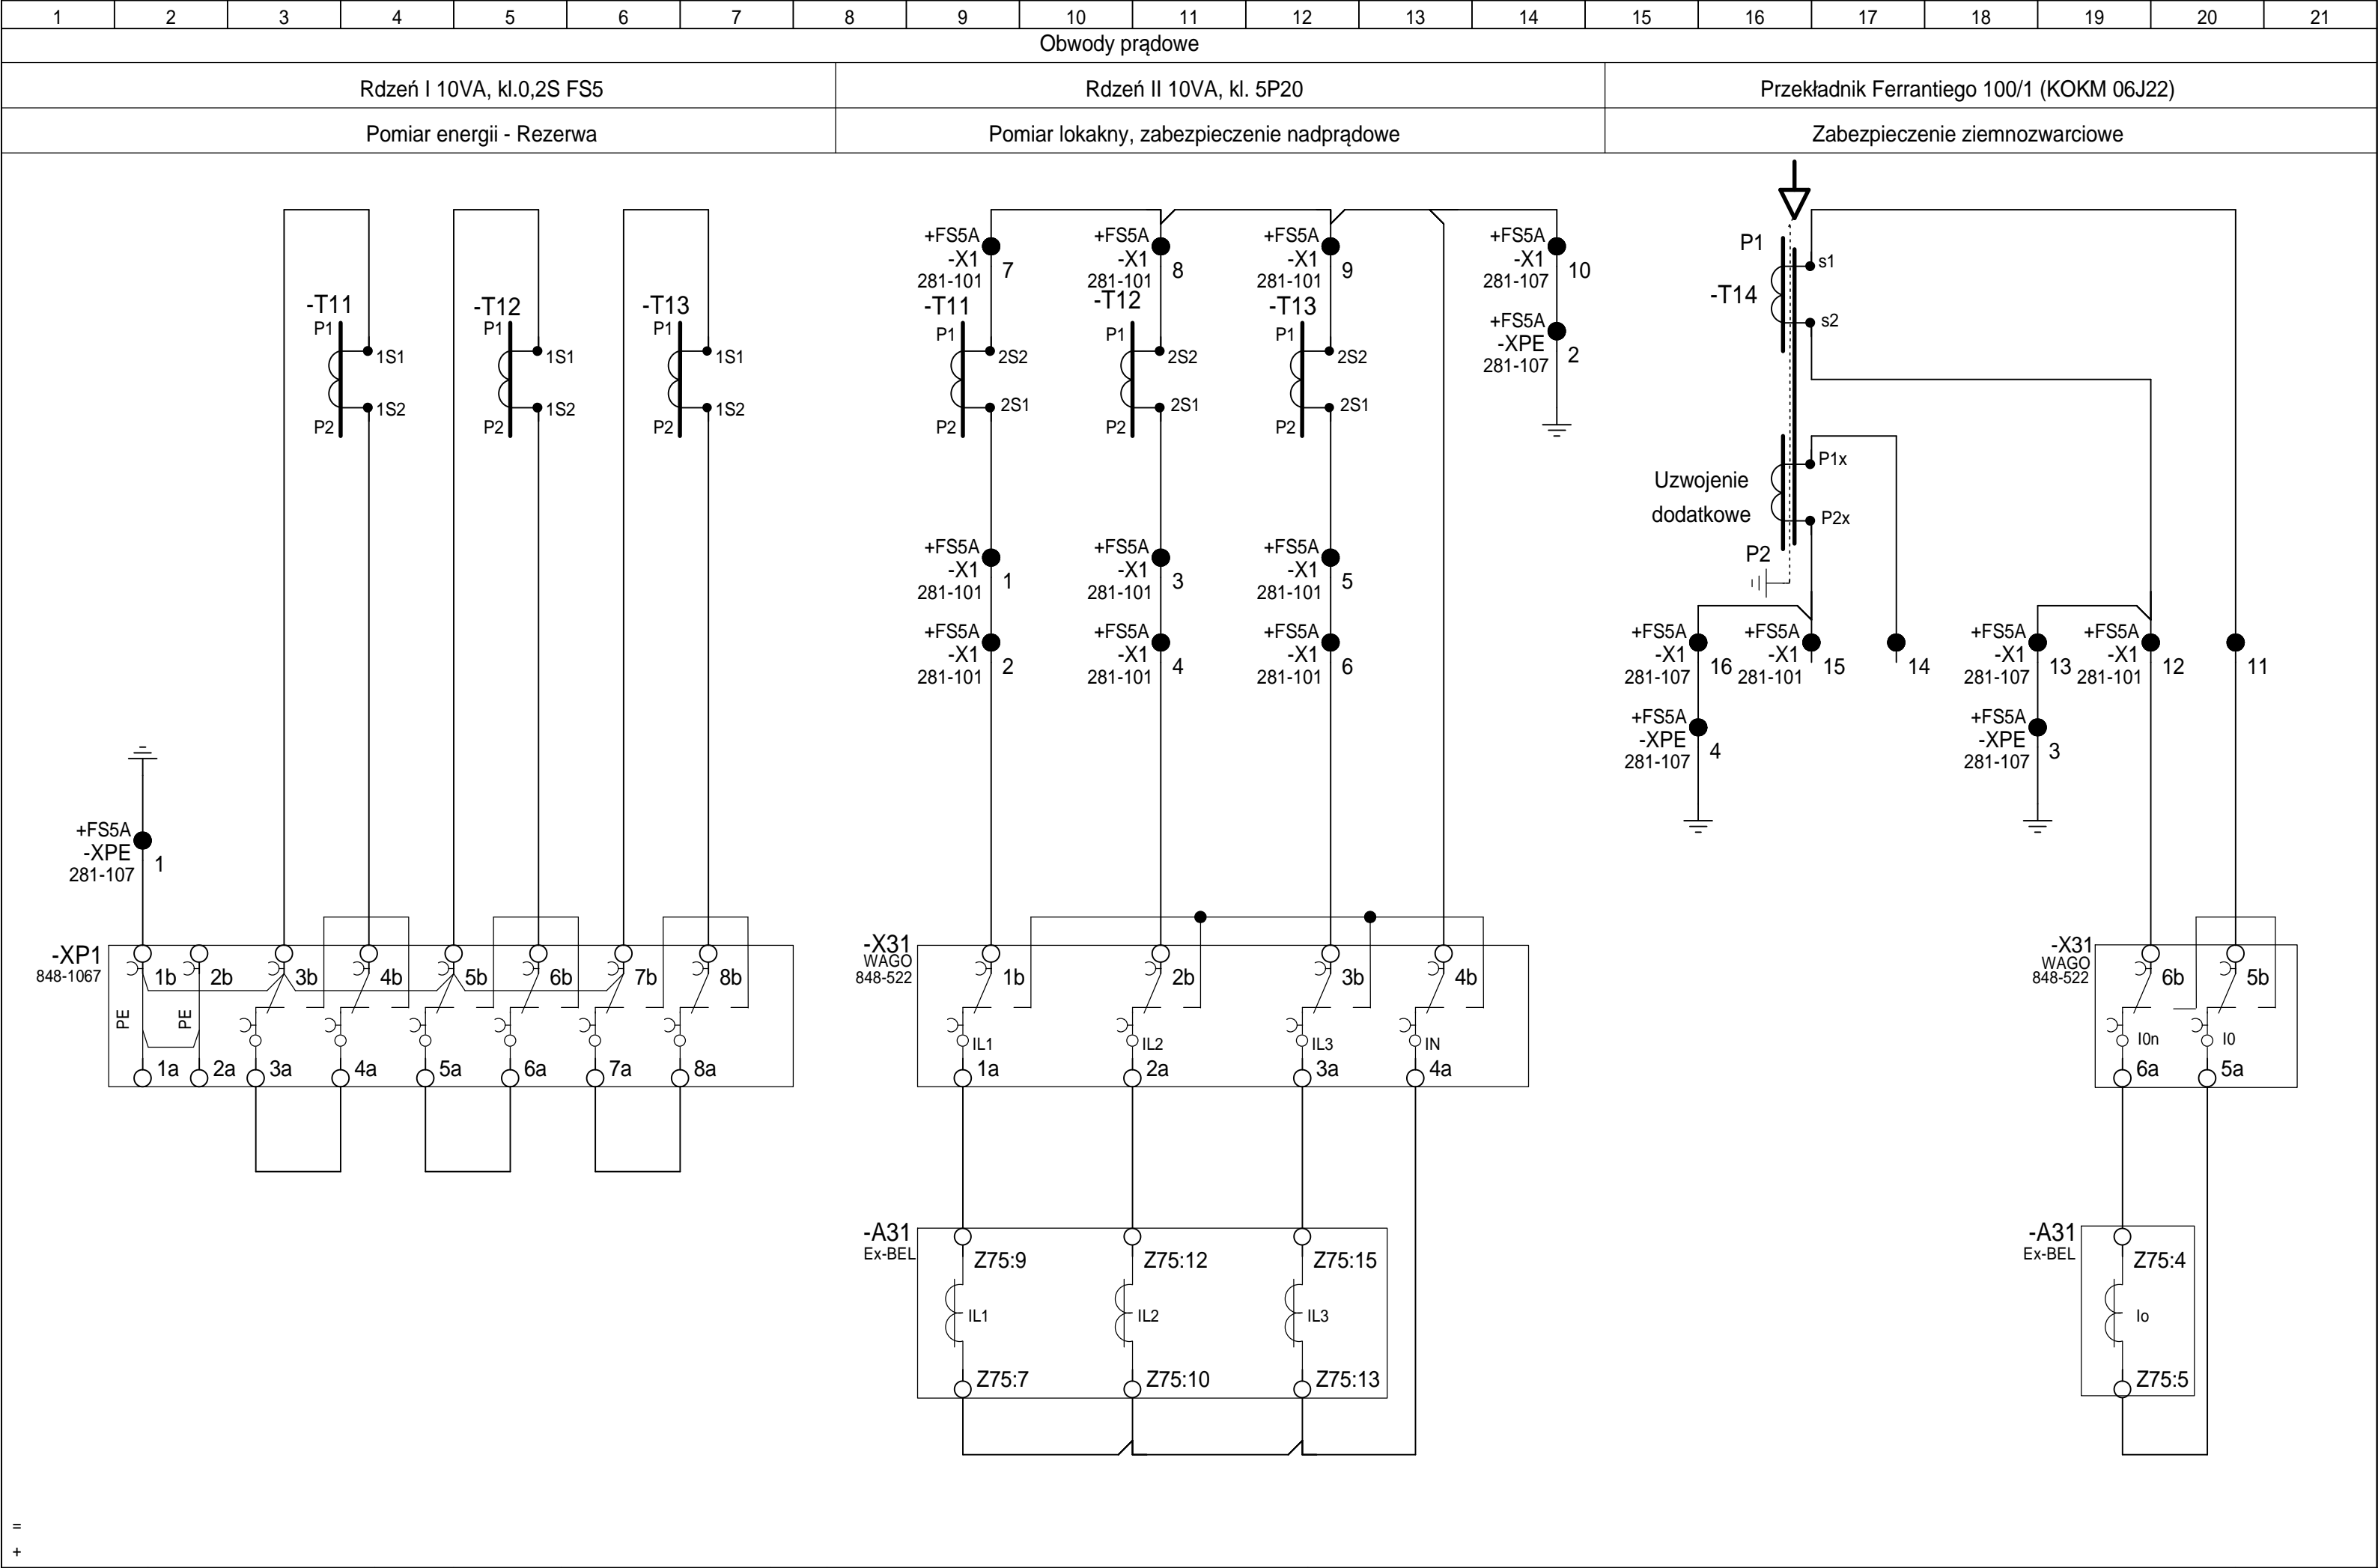 1 2 3 4 5 6 7 8 9 10 11 12 13 14 15 16 17 18 19 20 21
Obwody prądowe
Rdzeń I 10VA, kl.0,2S FS5
Rdzeń II 10VA, kl. 5P20
Przekładnik Ferrantiego 100/1 (KOKM 06J22)
Pomiar energii - Rezerwa
Pomiar lokakny, zabezpieczenie nadprądowe
Zabezpieczenie ziemnozwarciowe
-T11
P1
1S1
1S2
P2
-T12
P1
1S1
1S2
P2
-T13
P1
1S1
1S2
P2
+FS5A
-XPE
281-107
1
-XP1
848-1067
1b 2b 3b 4b 5b 6b 7b 8b
PE PE
1a 2a 3a 4a 5a 6a 7a 8a
+FS5A
-X1
281-101
7
-T11
P1
2S2
2S1
P2
+FS5A
-X1
281-101
8
-T12
P1
2S2
2S1
P2
+FS5A
-X1
281-101
9
-T13
P1
2S2
2S1
P2
+FS5A
-X1
281-107
10
+FS5A
-XPE
281-107
2
+FS5A
-X1
281-101
1
+FS5A
-X1
281-101
3
+FS5A
-X1
281-101
5
+FS5A
-X1
281-101
2
+FS5A
-X1
281-101
4
+FS5A
-X1
281-101
6
-X31
WAGO
848-522
1b 2b 3b 4b
IL1 IL2 IL3 IN
1a 2a 3a 4a
-A31
Ex-BEL
Z75:9 Z75:12 Z75:15
IL1 IL2 IL3
Z75:7 Z75:10 Z75:13
P1
s1
-T14
s2
Uzwojenie
dodatkowe
P1x
P2x
P2
+FS5A
-X1
281-107
16
+FS5A
-X1
281-101
15
14
+FS5A
-X1
281-107
13
+FS5A
-X1
281-101
12
11
+FS5A
-XPE
281-107
4
+FS5A
-XPE
281-107
3
-X31
WAGO
848-522
6b 5b
I0n I0
6a 5a
-A31
Ex-BEL
Z75:4
Io
Z75:5
=
+